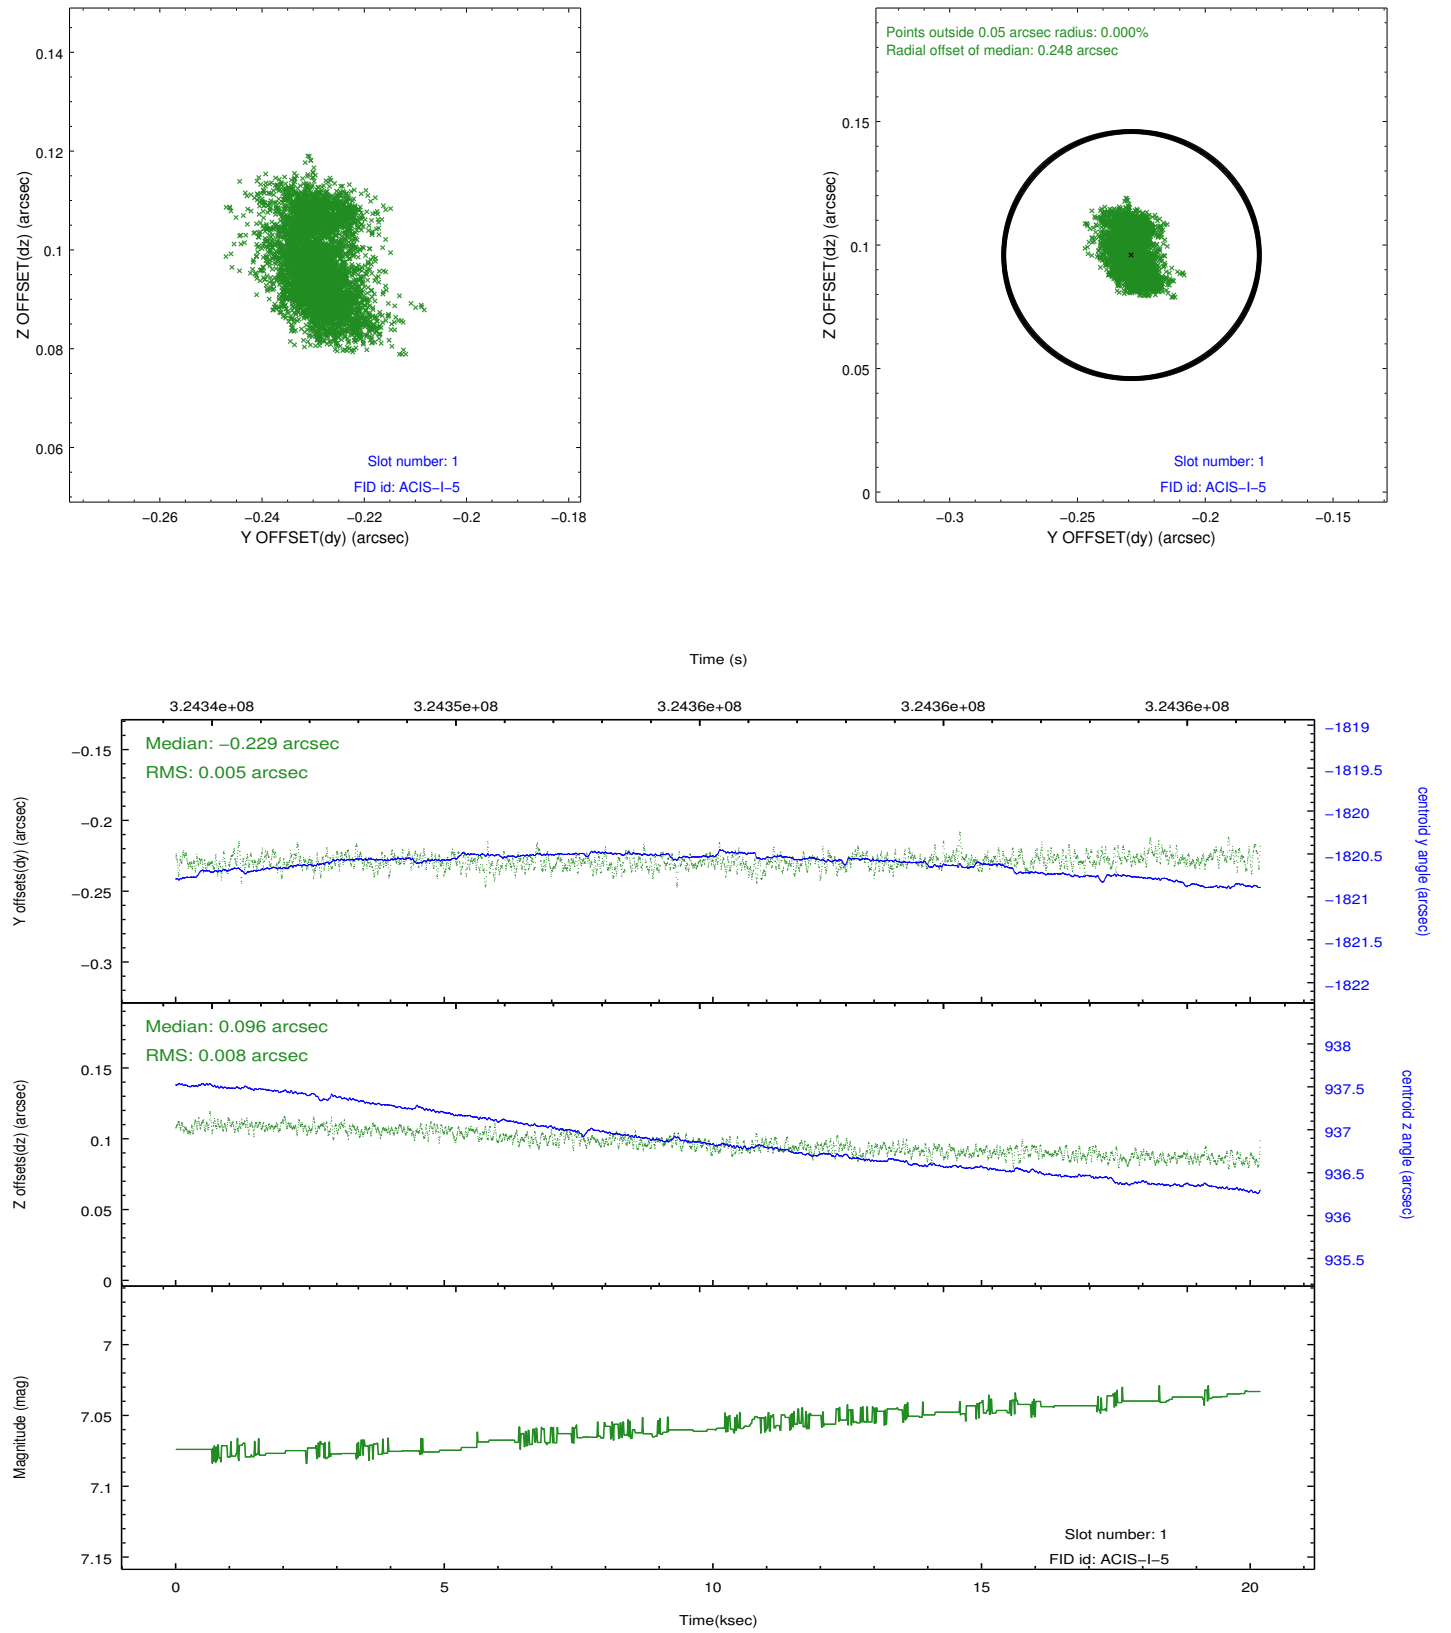 0.14
0.12
0.1
0.08
0.06
Z OFFSET(dz) (arcsec)
Slot number: 1
FID id: ACIS−I−5
−0.26
−0.24
−0.22
−0.2
−0.18
Y OFFSET(dy) (arcsec)
Points outside 0.05 arcsec radius: 0.000%
Radial offset of median: 0.248 arcsec
0.15
0.1
0.05
0
Z OFFSET(dz) (arcsec)
Slot number: 1
FID id: ACIS−I−5
−0.3
−0.25
−0.2
−0.15
Y OFFSET(dy) (arcsec)
Time (s)
3.2434e+08
3.2435e+08
3.2436e+08
3.2436e+08
3.2436e+08
Median: −0.229 arcsec
RMS: 0.005 arcsec
−0.15
−0.2
−0.25
−0.3
Y offsets(dy) (arcsec)
−1819
−1819.5
−1820
−1820.5
−1821
−1821.5
−1822
centroid y angle (arcsec)
Median: 0.096 arcsec
RMS: 0.008 arcsec
0.15
0.1
0.05
0
Z offsets(dz) (arcsec)
938
937.5
937
936.5
936
935.5
centroid z angle (arcsec)
7
7.05
7.1
7.15
Magnitude (mag)
Slot number: 1
FID id: ACIS−I−5
0
5
10
15
20
Time(ksec)